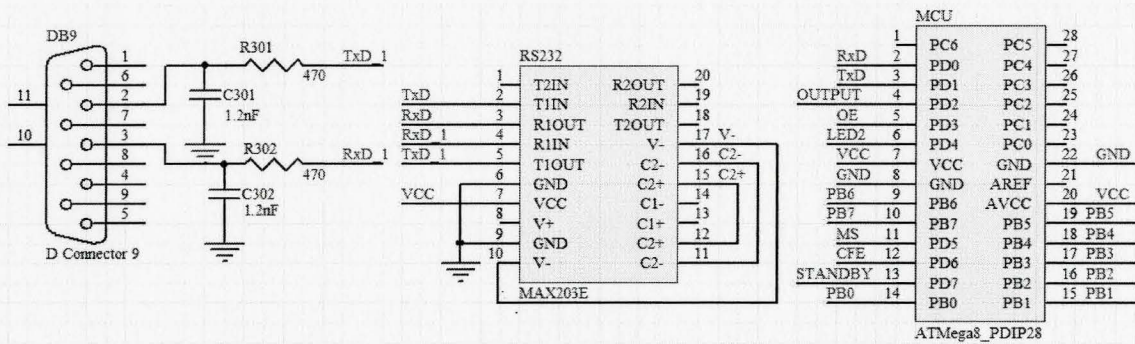 MCU
DB9
1 PC6 PC5 28
R301 TxD_1 RS232 RxD 2 PD0 PC4 27
1
6 470 1 T2IN R2OUT 20 TxD 3 PD1 PC3 26
11 2 C301 TxD 2 T1IN R2IN 19 OUTPUT 4 PD2 PC2 25
7 1.2nF RxD 3 R1OUT T2OUT 18 OE 5 PD3 PC1 24
10 3 R302 RxD_1 RxD_1 4 R1IN V- 17 V- LED2 6 PD4 PC0 23
8 470 TxD_1 5 T1OUT C2- 16 C2- VCC 7 VCC GND 22 GND
4 C302 6 GND C2+ 15 C2+ GND 8 GND AREF 21
9 1.2nF VCC 7 VCC C1- 14 PB6 9 PB6 AVCC 20 VCC
5 8 V+ C1+ 13 PB7 10 PB7 PB5 19 PB5
9 GND C2+ 12 MS 11 PD5 PB4 18 PB4
D Connector 9 10 V- C2- 11 CFE 12 PD6 PB3 17 PB3
MAX203E STANDBY 13 PD7 PB2 16 PB2
PB0 14 PB0 PB1 15 PB1
ATMega8_PDIP28